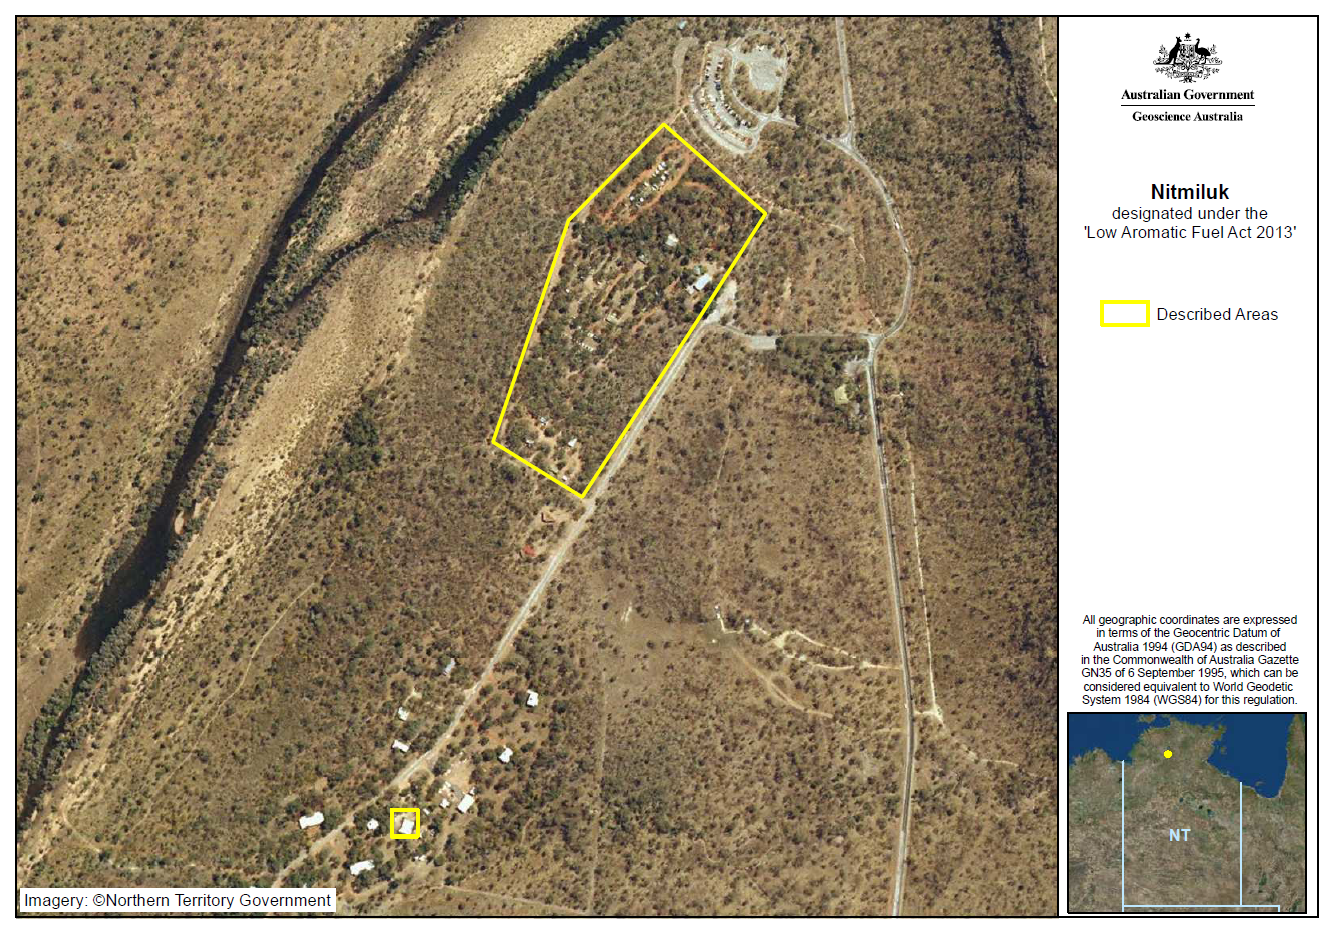 Australian Government
Geoscience Australia
Nitmiluk
designated under the
'Low Aromatic Fuel Act 2013'
Described Areas
All geographic coordinates are expressed
in terms of the Geocentric Datum of
Australia 1994 (GDA94) as described
in the Commonwealth of Australia Gazette
GN35 of 6 September 1995, which can be
considered equivalent to World Geodetic
System 1984 (WGS84) for this regulation.
NT
Imagery: ©Northern Territory Government